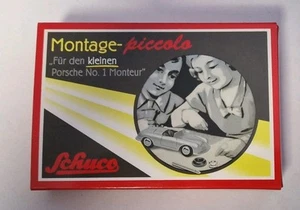 Montage-piccolo
„Für den kleinen
Porsche No. 1 Monteur"
Schuco